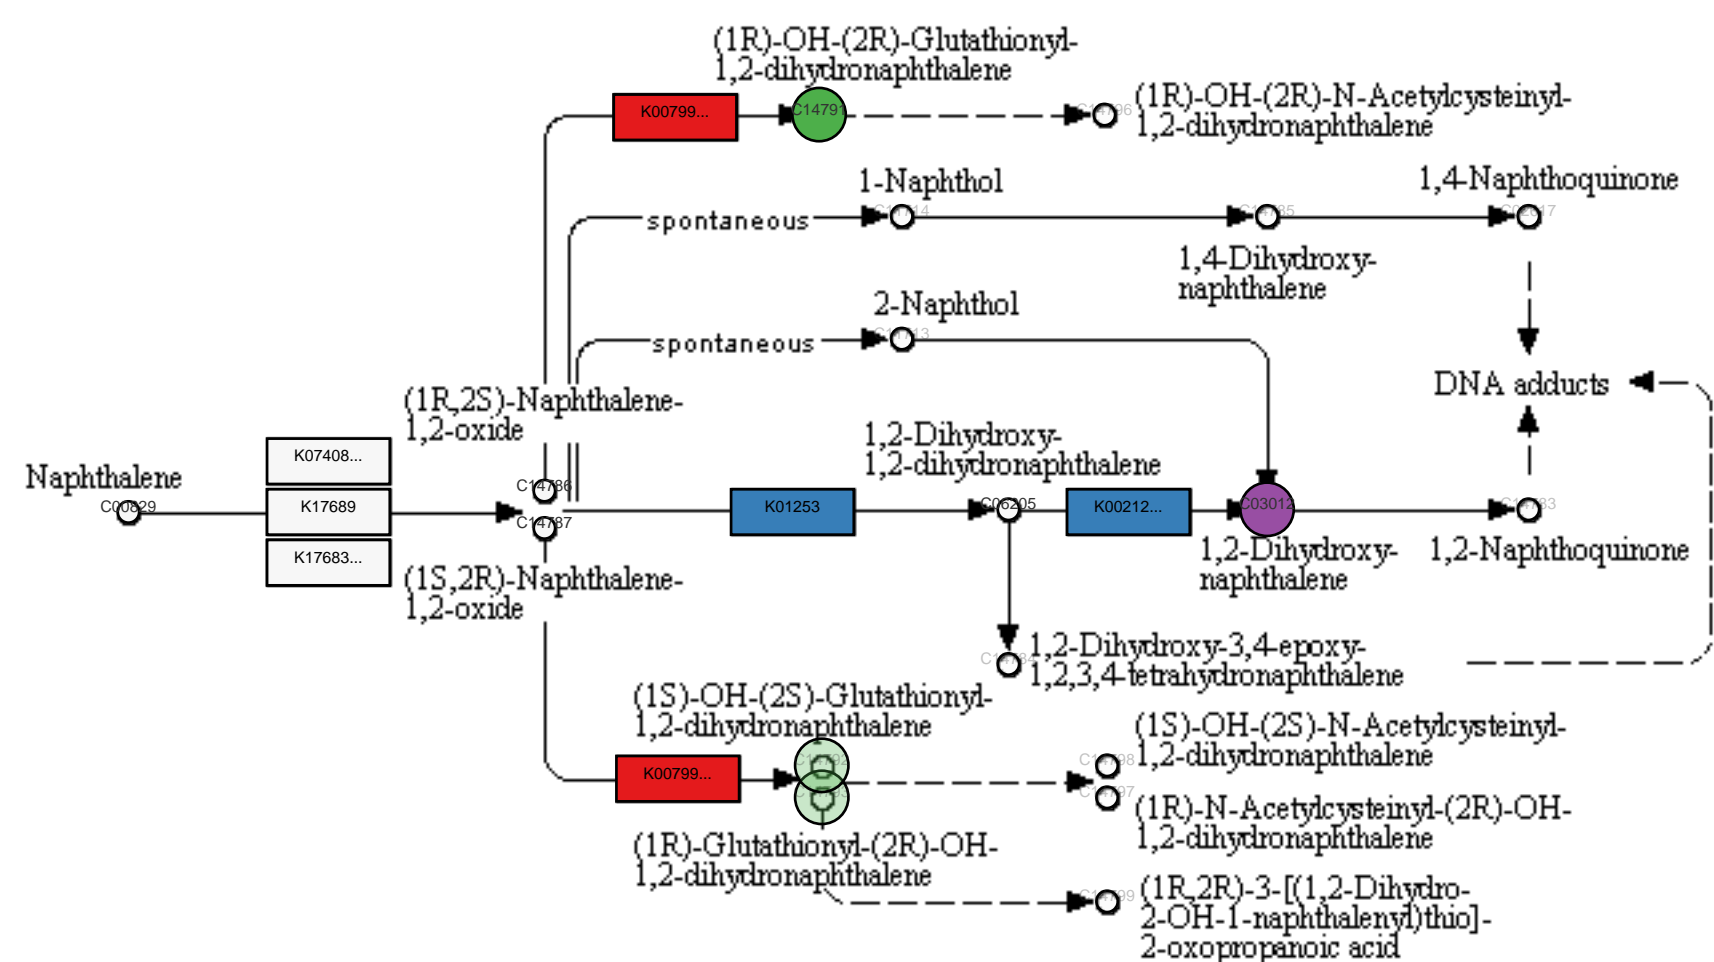 (1R)-OH-(2R)-Glutathionyl-
1,2-dihydronaphthalene
K00799...
C14791
(1R)-OH-(2R)-N-Acetylcysteinyl-
1,2-dihydronaphthalene
1-Naphthol
1,4-Naphthoquinone
spontaneous
C14785
1,4-Dihydroxy-
naphthalene
2-Naphthol
spontaneous
DNA adducts
(1R,2S)-Naphthalene-
1,2-oxide
1,2-Dihydroxy-
1,2-dihydronaphthalene
Naphthalene
C00829
K07408...
K17689
K17683...
C14786
C14787
K01253
C06205
K00212...
C03012
1,2-Dihydroxy-
naphthalene
1,2-Naphthoquinone
(1S,2R)-Naphthalene-
1,2-oxide
1,2-Dihydroxy-3,4-epoxy-
1,2,3,4-tetrahydronaphthalene
(1S)-OH-(2S)-Glutathionyl-
1,2-dihydronaphthalene
K00799...
C14798
C14797
(1S)-OH-(2S)-N-Acetylcysteinyl-
1,2-dihydronaphthalene
(1R)-N-Acetylcysteinyl-(2R)-OH-
1,2-dihydronaphthalene
(1R)-Glutathionyl-(2R)-OH-
1,2-dihydronaphthalene
C14799
(1R,2R)-3-[(1,2-Dihydro-
2-OH-1-naphthalenyl)thio]-
2-oxopropanoic acid